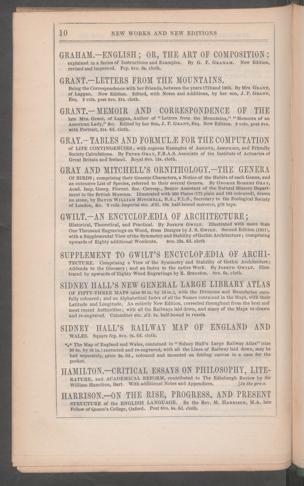 10 NEW WORKS AND NEW EDITIONS
GRAHAM.—ENGLISH; OR, THE ART OF COMPOSITION;
explained in a Series of Instructions and Examples. By G. F. GRAHAM. New Edition,
revised and improved. Fcp. 8vo. 6s. cloth.
GRANT.—LETTERS FROM THE MOUNTAINS.
Being the Correspondence with her Friends, between the years 1773 and 1803. By Mrs. GRANT,
of Laggan. New Edition. Edited, with Notes and Additions, by her son, J. P. GRANT,
Esq. 2 vols. post 8vo. 21s. cloth.
GRANT.—MEMOIR AND CORRESPONDENCE OF THE
late Mrs. Grant, of Laggan, Author of "Letters from the Mountains," "Memoirs of an
American Lady," &c. Edited by her Son, J. P. GRANT, Esq. New Edition. 3 vols. post 8vo.
with Portrait, 31s. 6d. cloth.
GRAY.—TABLES AND FORMULÆ FOR THE COMPUTATION
OF LIFE CONTINGENCIES; with copious Examples of Annuity, Assurance, and Friendly
Society Calculations. By PETER GRAY, F.R.A.S. Associate of the Institute of Actuaries of
Great Britain and Ireland. Royal 8vo. 15s. cloth.
GRAY AND MITCHELL'S ORNITHOLOGY.—THE GENERA
OF BIRDS; comprising their Generic Characters, a Notice of the Habits of each Genus, and
an extensive List of Species, referred to their several Genera. By GEORGE ROBERT GRAY,
Acad. Imp. Georg. Florent. Soc. Corresp.; Senior Assistant of the Natural History Depart-
ment in the British Museum. Illustrated with 350 Plates (175 plain and 185 coloured), drawn
on stone, by DAVID WILLIAM MITCHELL, B.A., F.L.S., Secretary to the Zoological Society
of London, &c. 3 vols. imperial 4to. £31. 10s. half-bound morocco, gilt tops.
GWILT.—AN ENCYCLOPÆDIA OF ARCHITECTURE;
Historical, Theoretical, and Practical. By JOSEPH GWILT. Illustrated with more than
One Thousand Engravings on Wood, from Designs by J. S. GWILT. Second Edition (1851),
with a Supplemental View of the Symmetry and Stability of Gothic Architecture; comprising
upwards of Eighty additional Woodcuts. 8vo. 52s. 6d. cloth
SUPPLEMENT TO GWILT'S ENCYCLOPÆDIA OF ARCHI-
TECTURE. Comprising a View of the Symmetry and Stability of Gothic Architecture;
Addenda to the Glossary; and an Index to the entire Work. By JOSEPH GWILT. Illus-
trated by upwards of Eighty Wood Engravings by R. Branston. 8vo. 6s. cloth.
SIDNEY HALL'S NEW GENERAL LARGE LIBRARY ATLAS
OF FIFTY-THREE MAPS (size 20 in. by 16 in.), with the Divisions and Boundaries care-
fully coloured; and an Alphabetical Index of all the Names contained in the Maps, with their
Latitude and Longitude. An entirely New Edition, corrected throughout from the best and
most recent Authorities; with all the Railways laid down, and many of the Maps re-drawn
and re-engraved. Columbier 4to. £5. 5s. half-bound in russia.
SIDNEY HALL'S RAILWAY MAP OF ENGLAND AND
WALES. Square fcp. 8vo. 2s. 6d. cloth.
*⁎* The Map of England and Wales, contained in "Sidney Hall's Large Railway Atlas" (size
20 in. by 16 in.) corrected and re-engraved, with all the Lines of Railway laid down, may be
had separately, price 2s. 6d., coloured and mounted on folding canvas in a case for the
pocket.
HAMILTON.—CRITICAL ESSAYS ON PHILOSOPHY, LITE-
RATURE, and ACADEMICAL REFORM, contributed to The Edinburgh Review by Sir
William Hamilton, Bart With additional Notes and Appendices. [In the press.
HARRISON.—ON THE RISE, PROGRESS, AND PRESENT
STRUCTURE of the ENGLISH LANGUAGE. By the Rev. M. HARRISON, M.A. late
Fellow of Queen's College, Oxford. Post 8vo. 8s. 6d. cloth.